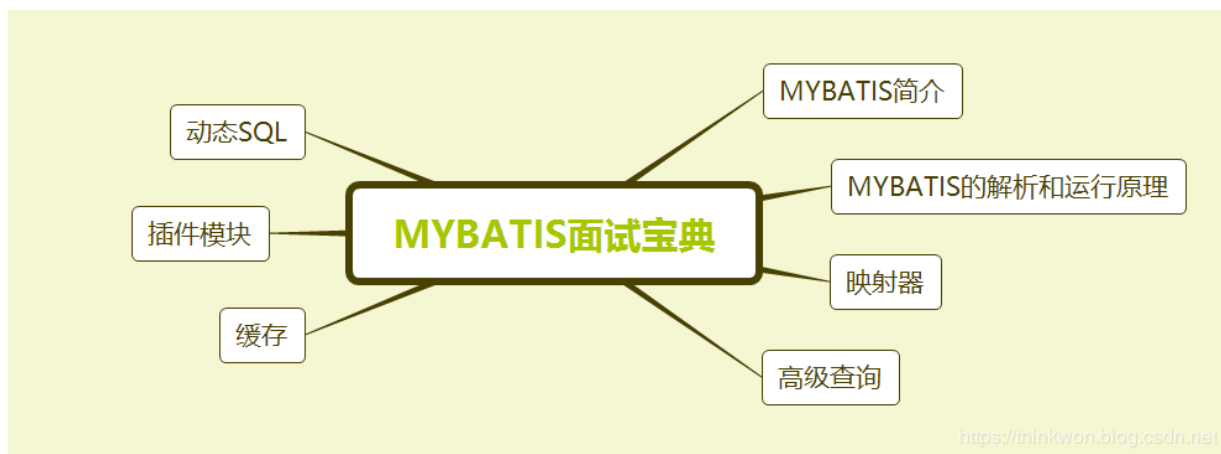 MYBATIS简介
动态SQL
MYBATIS的解析和运行原理
插件模块
MYBATIS面试宝典
映射器
缓存
高级查询
https://thinkwon.blog.csdn.net